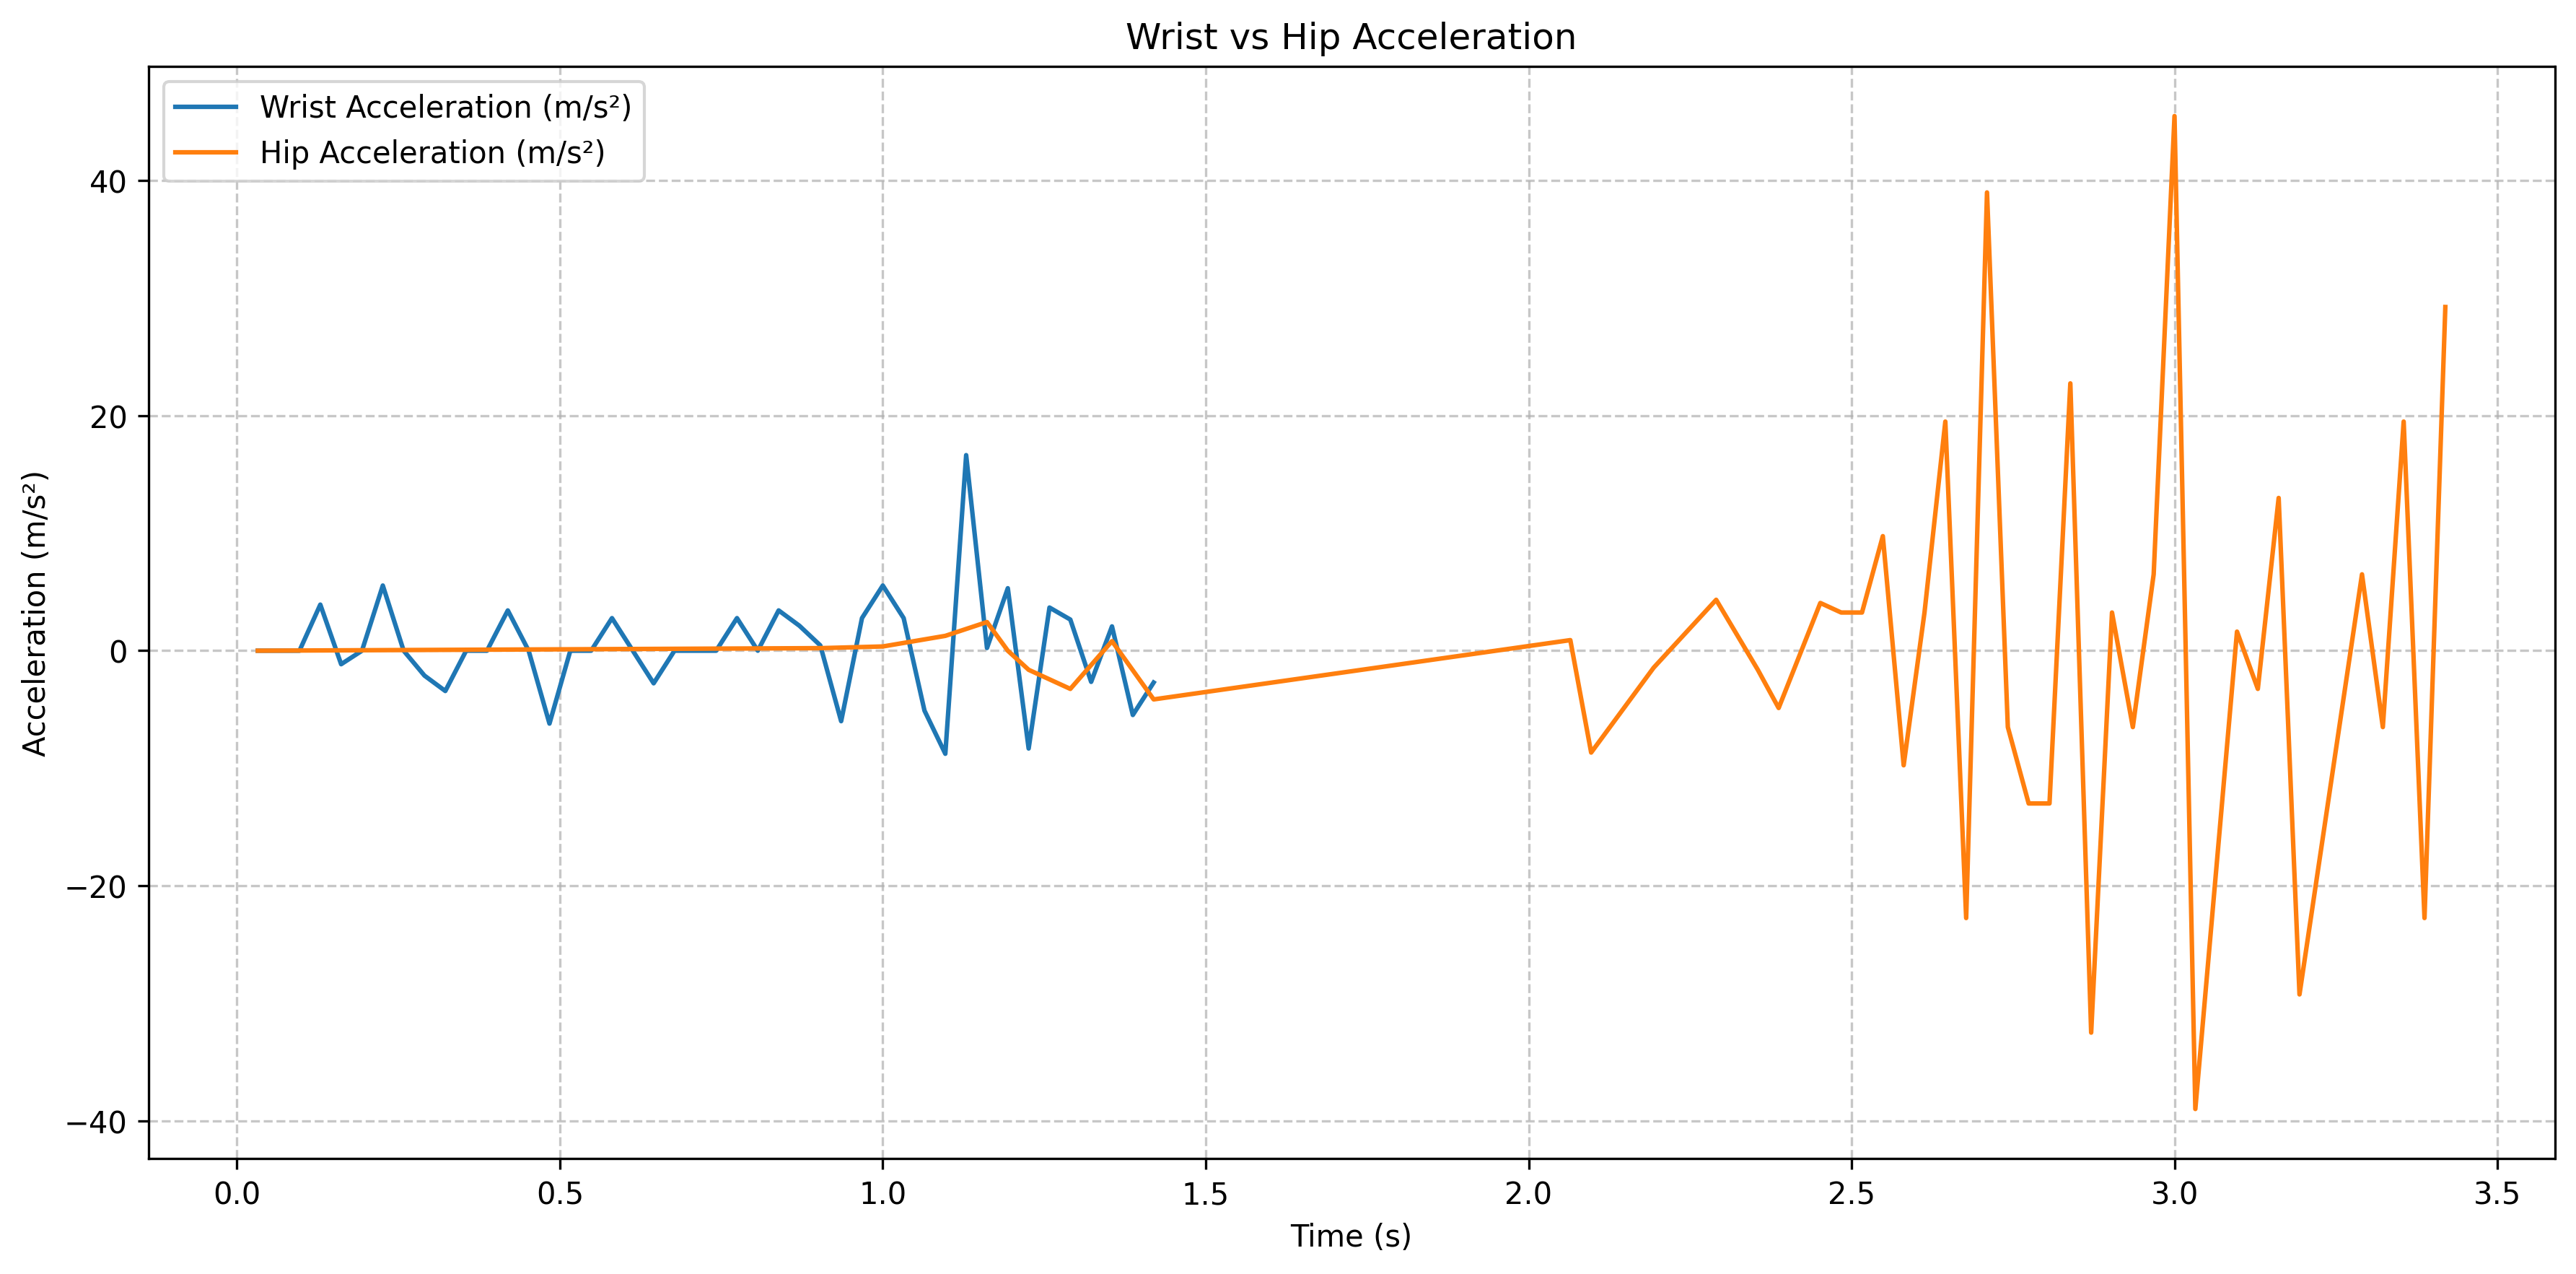 Wrist vs Hip Acceleration
Wrist Acceleration (m/s²)
Hip Acceleration (m/s²)
Acceleration (m/s²)
40
20
0
−20
−40
0.0 0.5 1.0 1.5 2.0 2.5 3.0 3.5
Time (s)